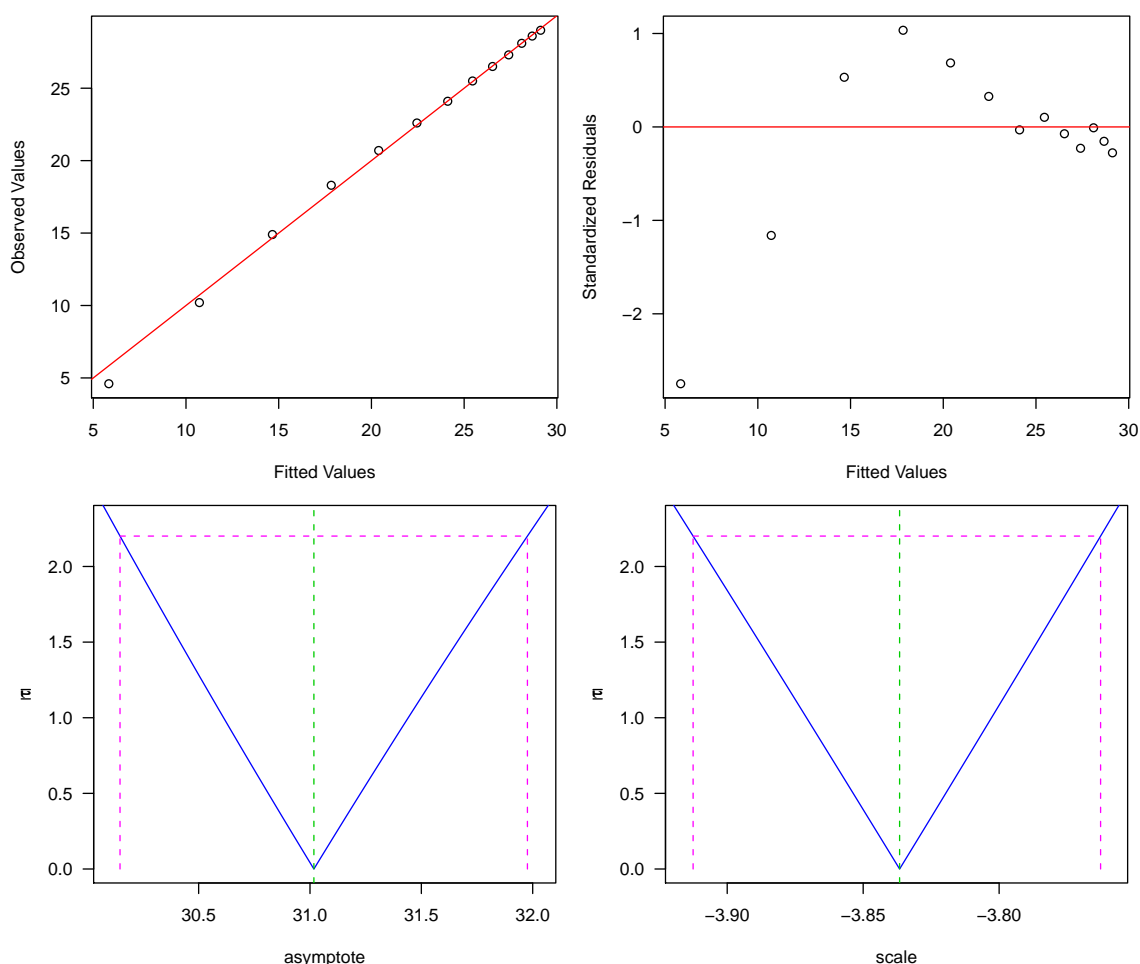 Observed Values
25
20
15
10
5
5 10 15 20 25 30
Fitted Values
Standardized Residuals
1
0
−1
−2
5 10 15 20 25 30
Fitted Values
2.0
1.5
1.0
0.5
0.0
30.5 31.0 31.5 32.0
asymptote
2.0
1.5
1.0
0.5
0.0
−3.90 −3.85 −3.80
scale